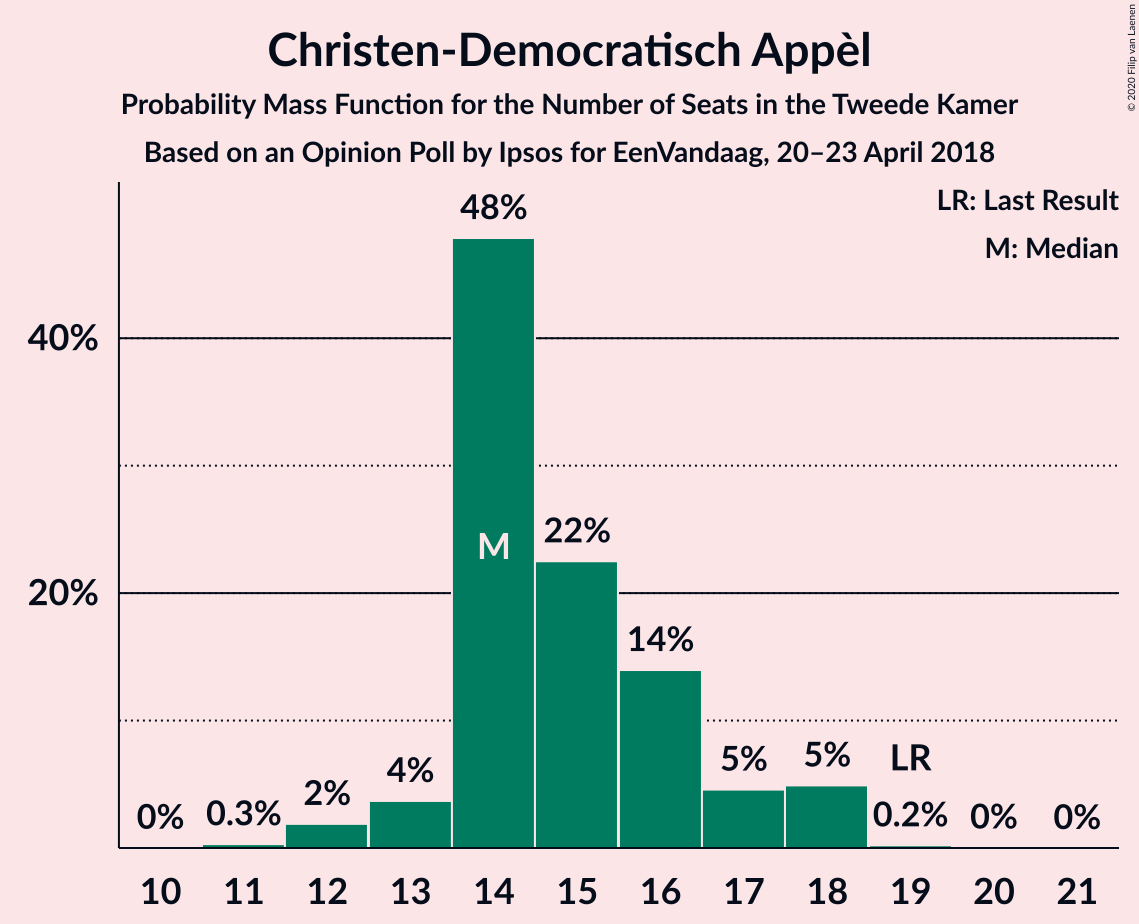 Christen-Democratisch Appèl
Probability Mass Function for the Number of Seats in the Tweede Kamer
Based on an Opinion Poll by Ipsos for EenVandaag, 20–23 April 2018
© 2020 Filip van Laenen
LR: Last Result
M: Median
48%
40%
M
22%
20%
14%
5%
5%
LR
4%
2%
0.3%
0%
0.2%
0%
0%
10 11 12 13 14 15 16 17 18 19 20 21